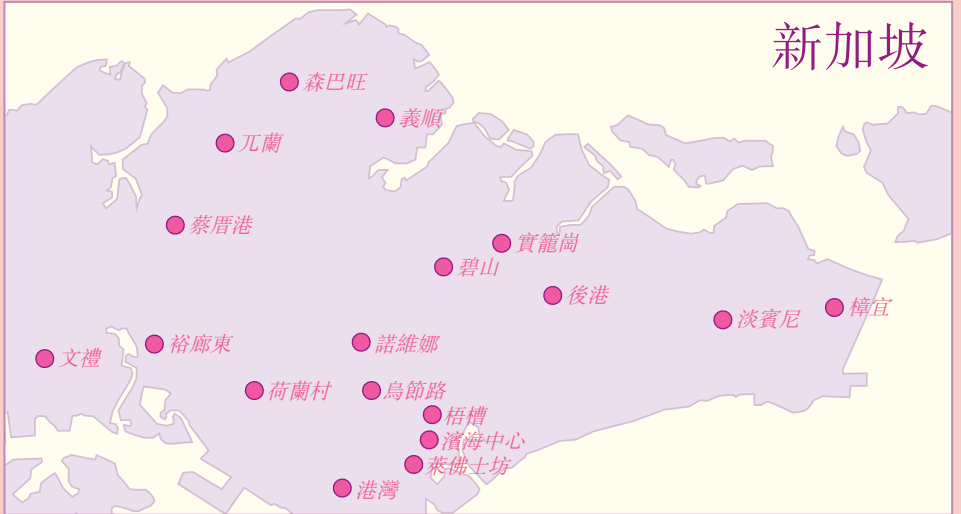 新加坡
森巴旺
義順
兀蘭
蔡厝港
實籠崗
碧山
後港
樟宜
淡賓尼
諾維娜
裕廊東
文禮
荷蘭村
烏節路
梧槽
濱海中心
萊佛士坊
港灣